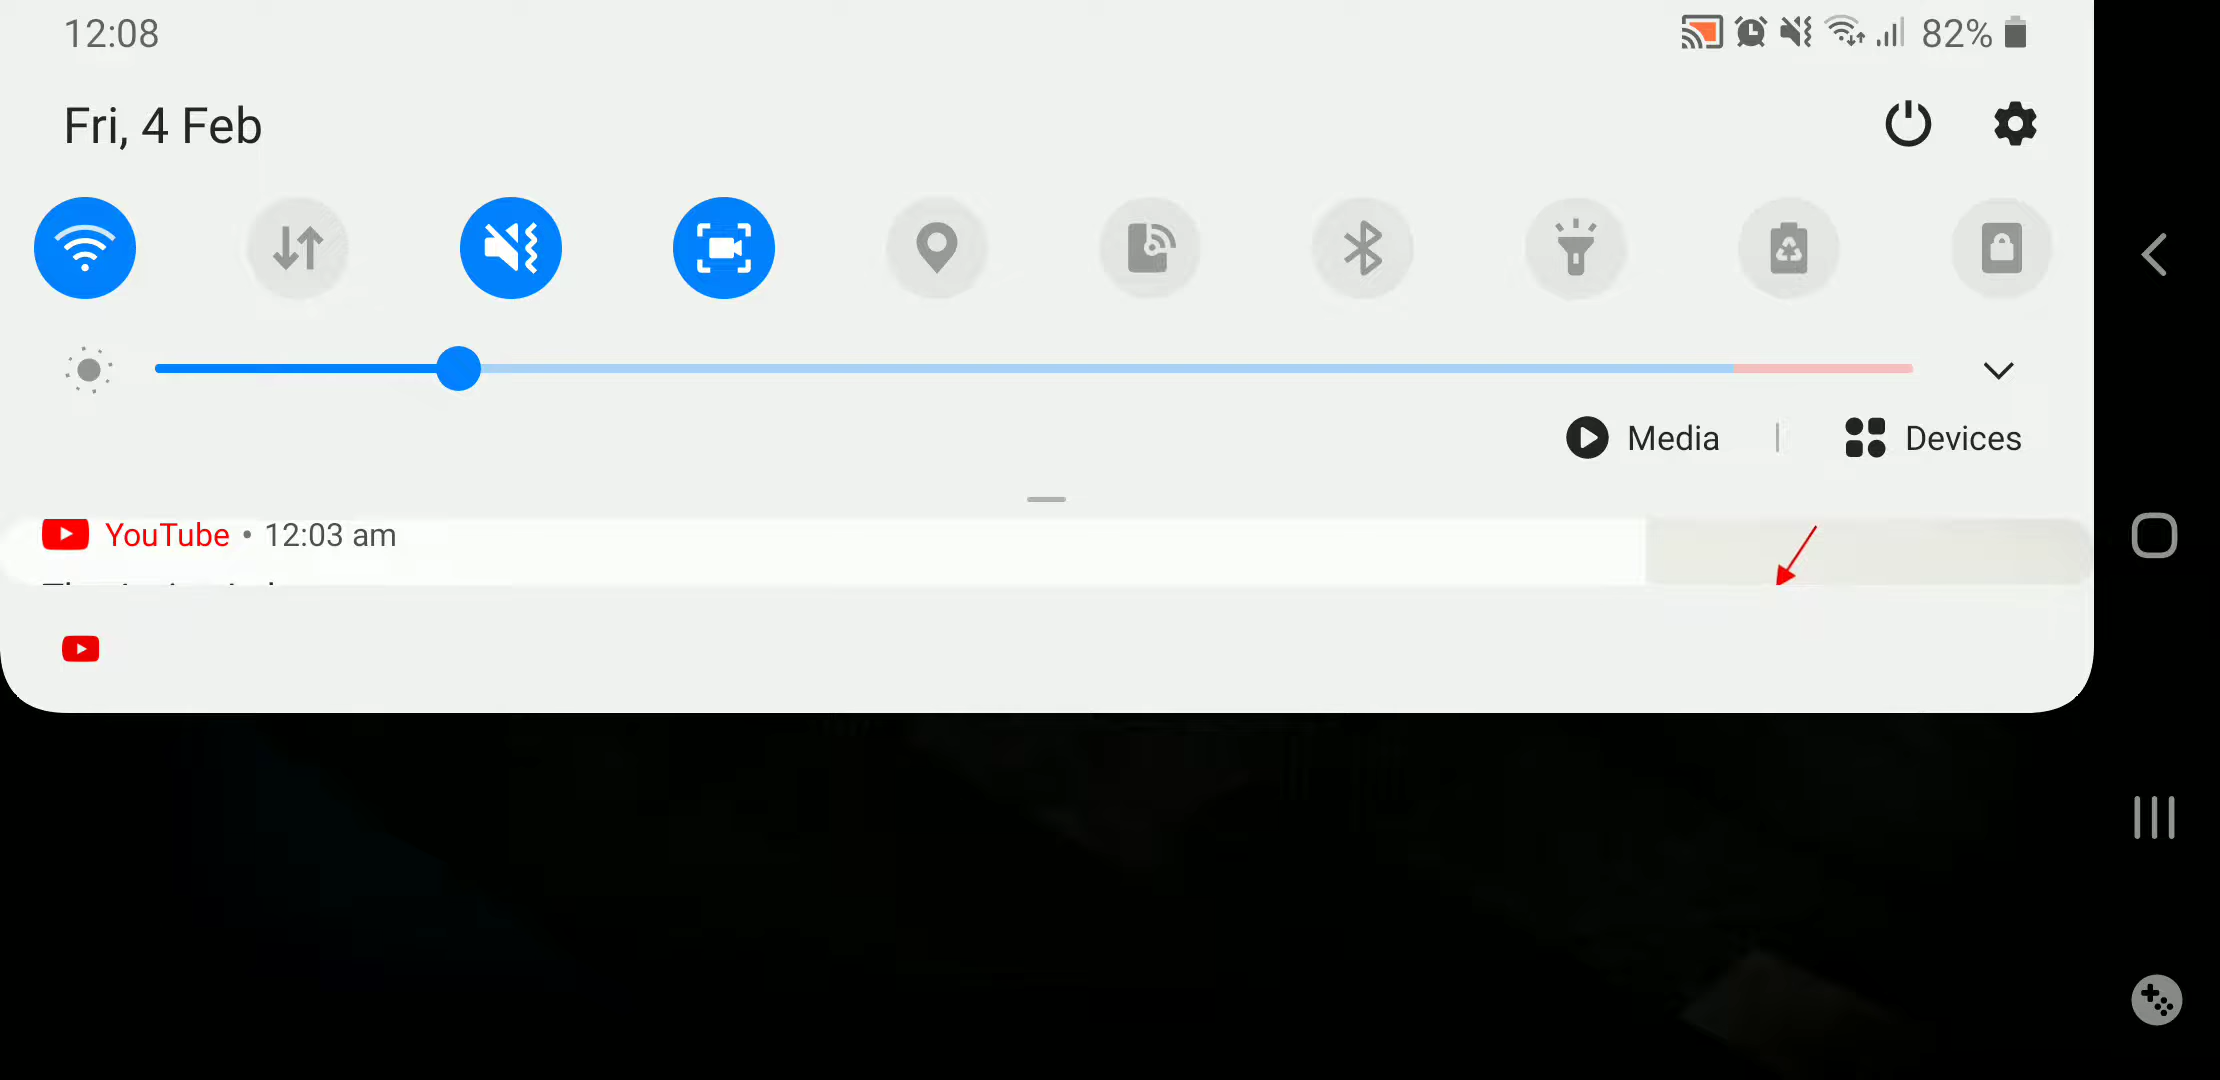 12:08
82%
Fri, 4 Feb
Media
Devices
YouTube • 12:03 am